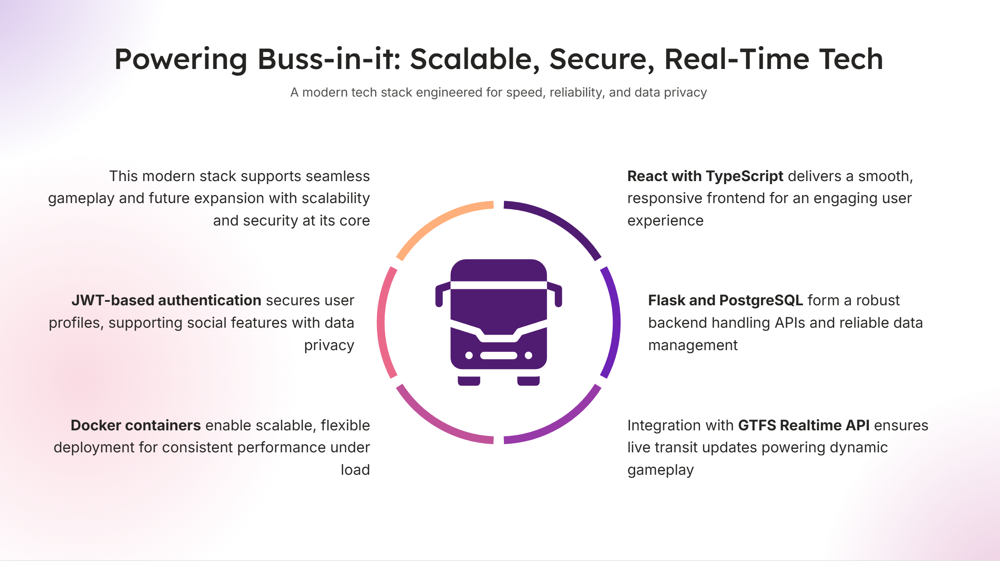 Powering Buss-in-it: Scalable, Secure, Real-Time Tech
A modern tech stack engineered for speed, reliability, and data privacy
This modern stack supports seamless
gameplay and future expansion with scalability
and security at its core
React with TypeScript delivers a smooth,
responsive frontend for an engaging user
experience
JWT-based authentication secures user
profiles, supporting social features with data
privacy
Flask and PostgreSQL form a robust
backend handling APIs and reliable data
management
Docker containers enable scalable, flexible
deployment for consistent performance under
load
Integration with GTFS Realtime API ensures
live transit updates powering dynamic
gameplay